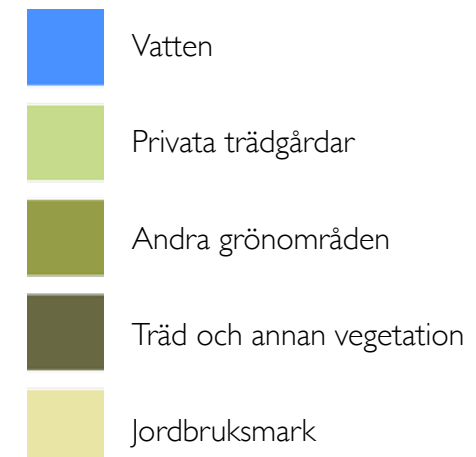 Vatten
Privata trädgårdar
Andra grönområden
Träd och annan vegetation
Jordbruksmark